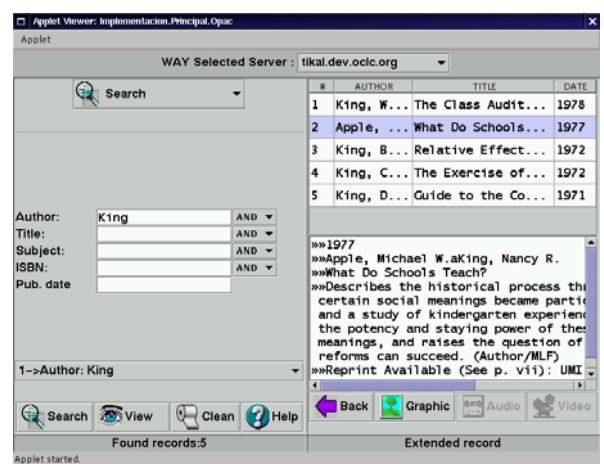 Applet Viewer: Implementacion.Principal.Opac
Applet
WAY Selected Server : tikal.dev.oclc.org
Search
Author: King AND
Title: AND
Subject: AND
ISBN: AND
Pub. date
1->Author: King
Search View Clean Help
Found records:5
# AUTHOR TITLE DATE
1 King, W... The Class Audit... 1978
2 Apple, ... What Do Schools... 1977
3 King, B... Relative Effect... 1972
4 King, C... The Exercise of... 1972
5 King, D... Guide to the Co... 1971
»»1977
»»Apple, Michael W.aKing, Nancy R.
»»What Do Schools Teach?
»»Describes the historical process th
certain social meanings became partic
and a study of kindergarten experienc
the potency and staying power of thes
meanings, and raises the question of
reforms can succeed. (Author/MLF)
»»Reprint Available (See p. vii): UMI
Back Graphic Audio Video
Extended record
Applet started.